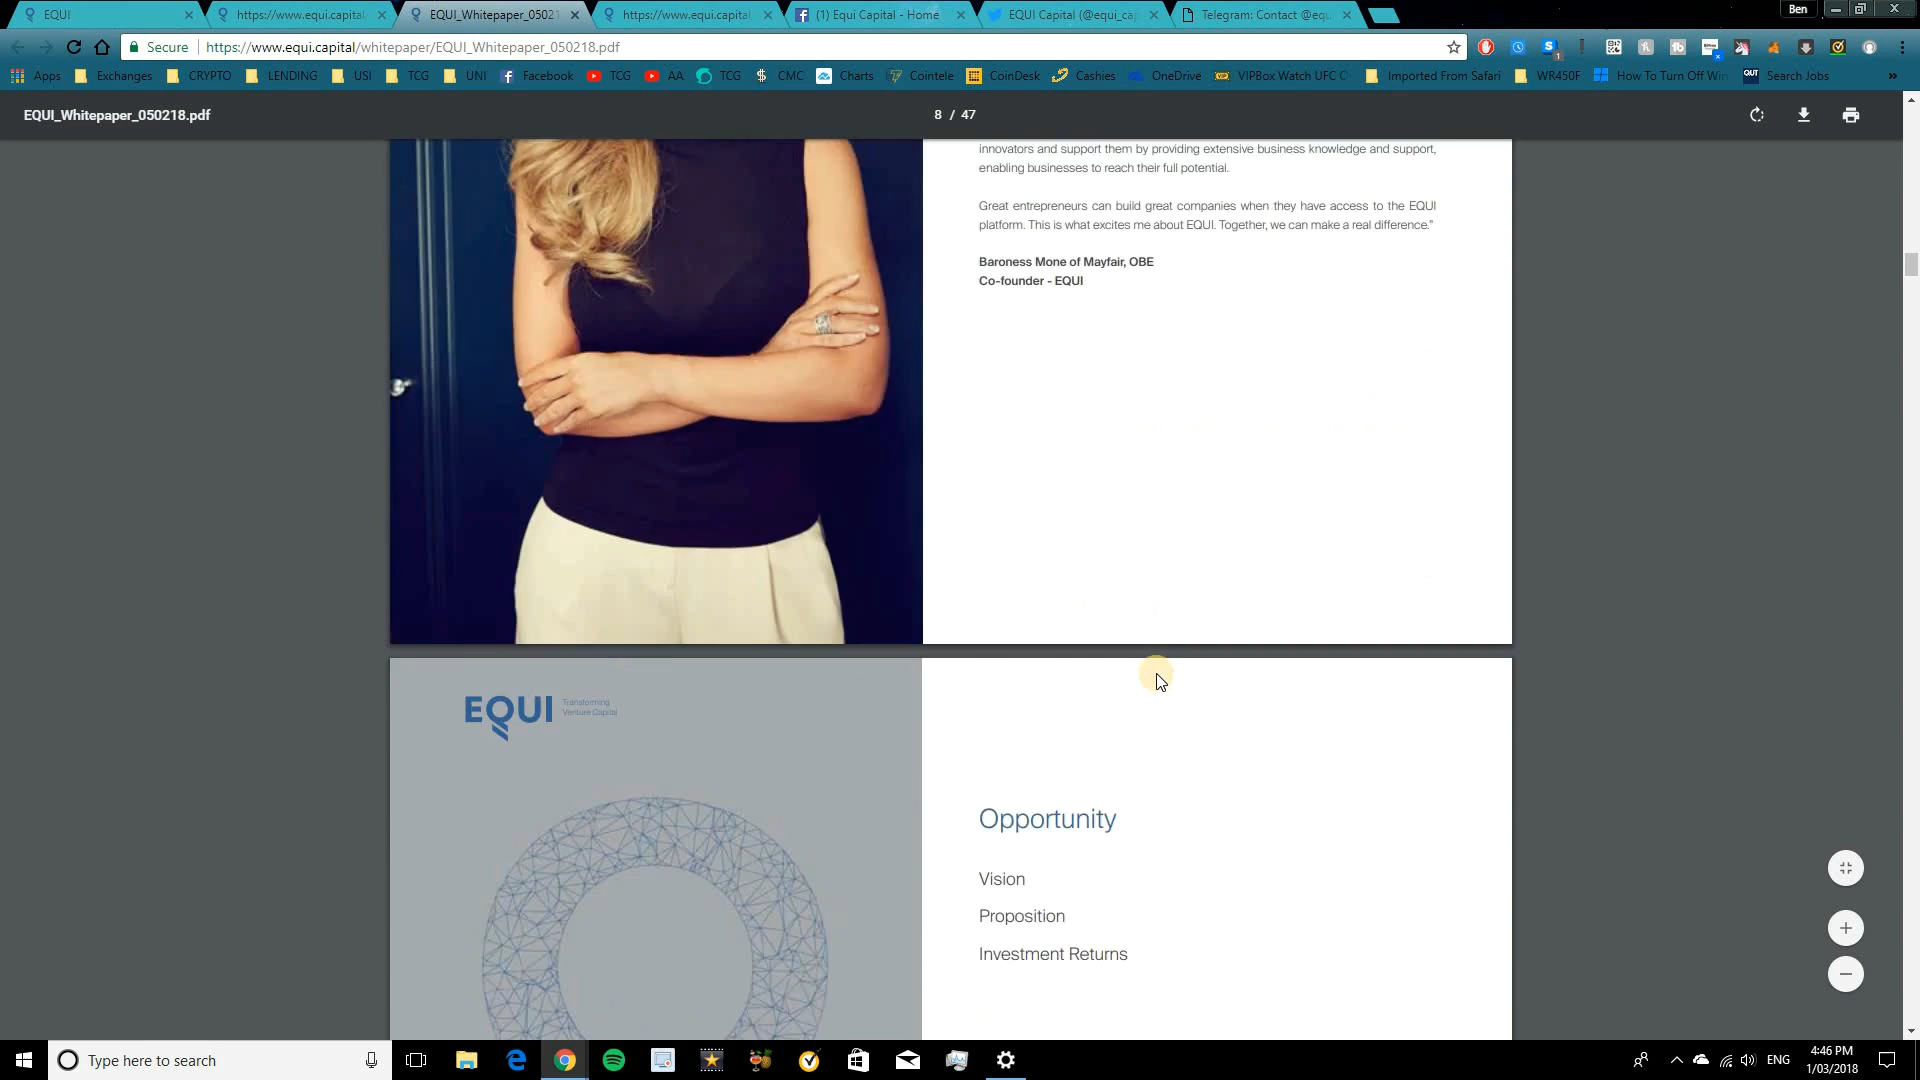 EQUI
https://www.equi.capital
EQUI_Whitepaper_05021
https://www.equi.capital
(1) Equi Capital - Home
EQUI Capital (@equi_cap
Telegram: Contact @equ
Ben
Secure
https://www.equi.capital/whitepaper/EQUI_Whitepaper_050218.pdf
Apps
Exchanges
CRYPTO
LENDING
USI
TCG
UNI
Facebook
TCG
AA
TCG
CMC
Charts
Cointele
CoinDesk
Cashies
OneDrive
VIPBox Watch UFC
Imported From Safari
WR450F
How To Turn Off Win
QUT
Search Jobs
EQUI_Whitepaper_050218.pdf
8 / 47
innovators and support them by providing extensive business knowledge and support,
enabling businesses to reach their full potential.
Great entrepreneurs can build great companies when they have access to the EQUI
platform. This is what excites me about EQUI. Together, we can make a real difference."
Baroness Mone of Mayfair, OBE
Co-founder - EQUI
EQUI
Transforming
Venture Capital
Opportunity
Vision
Proposition
Investment Returns
Type here to search
ENG
4:46 PM
1/03/2018